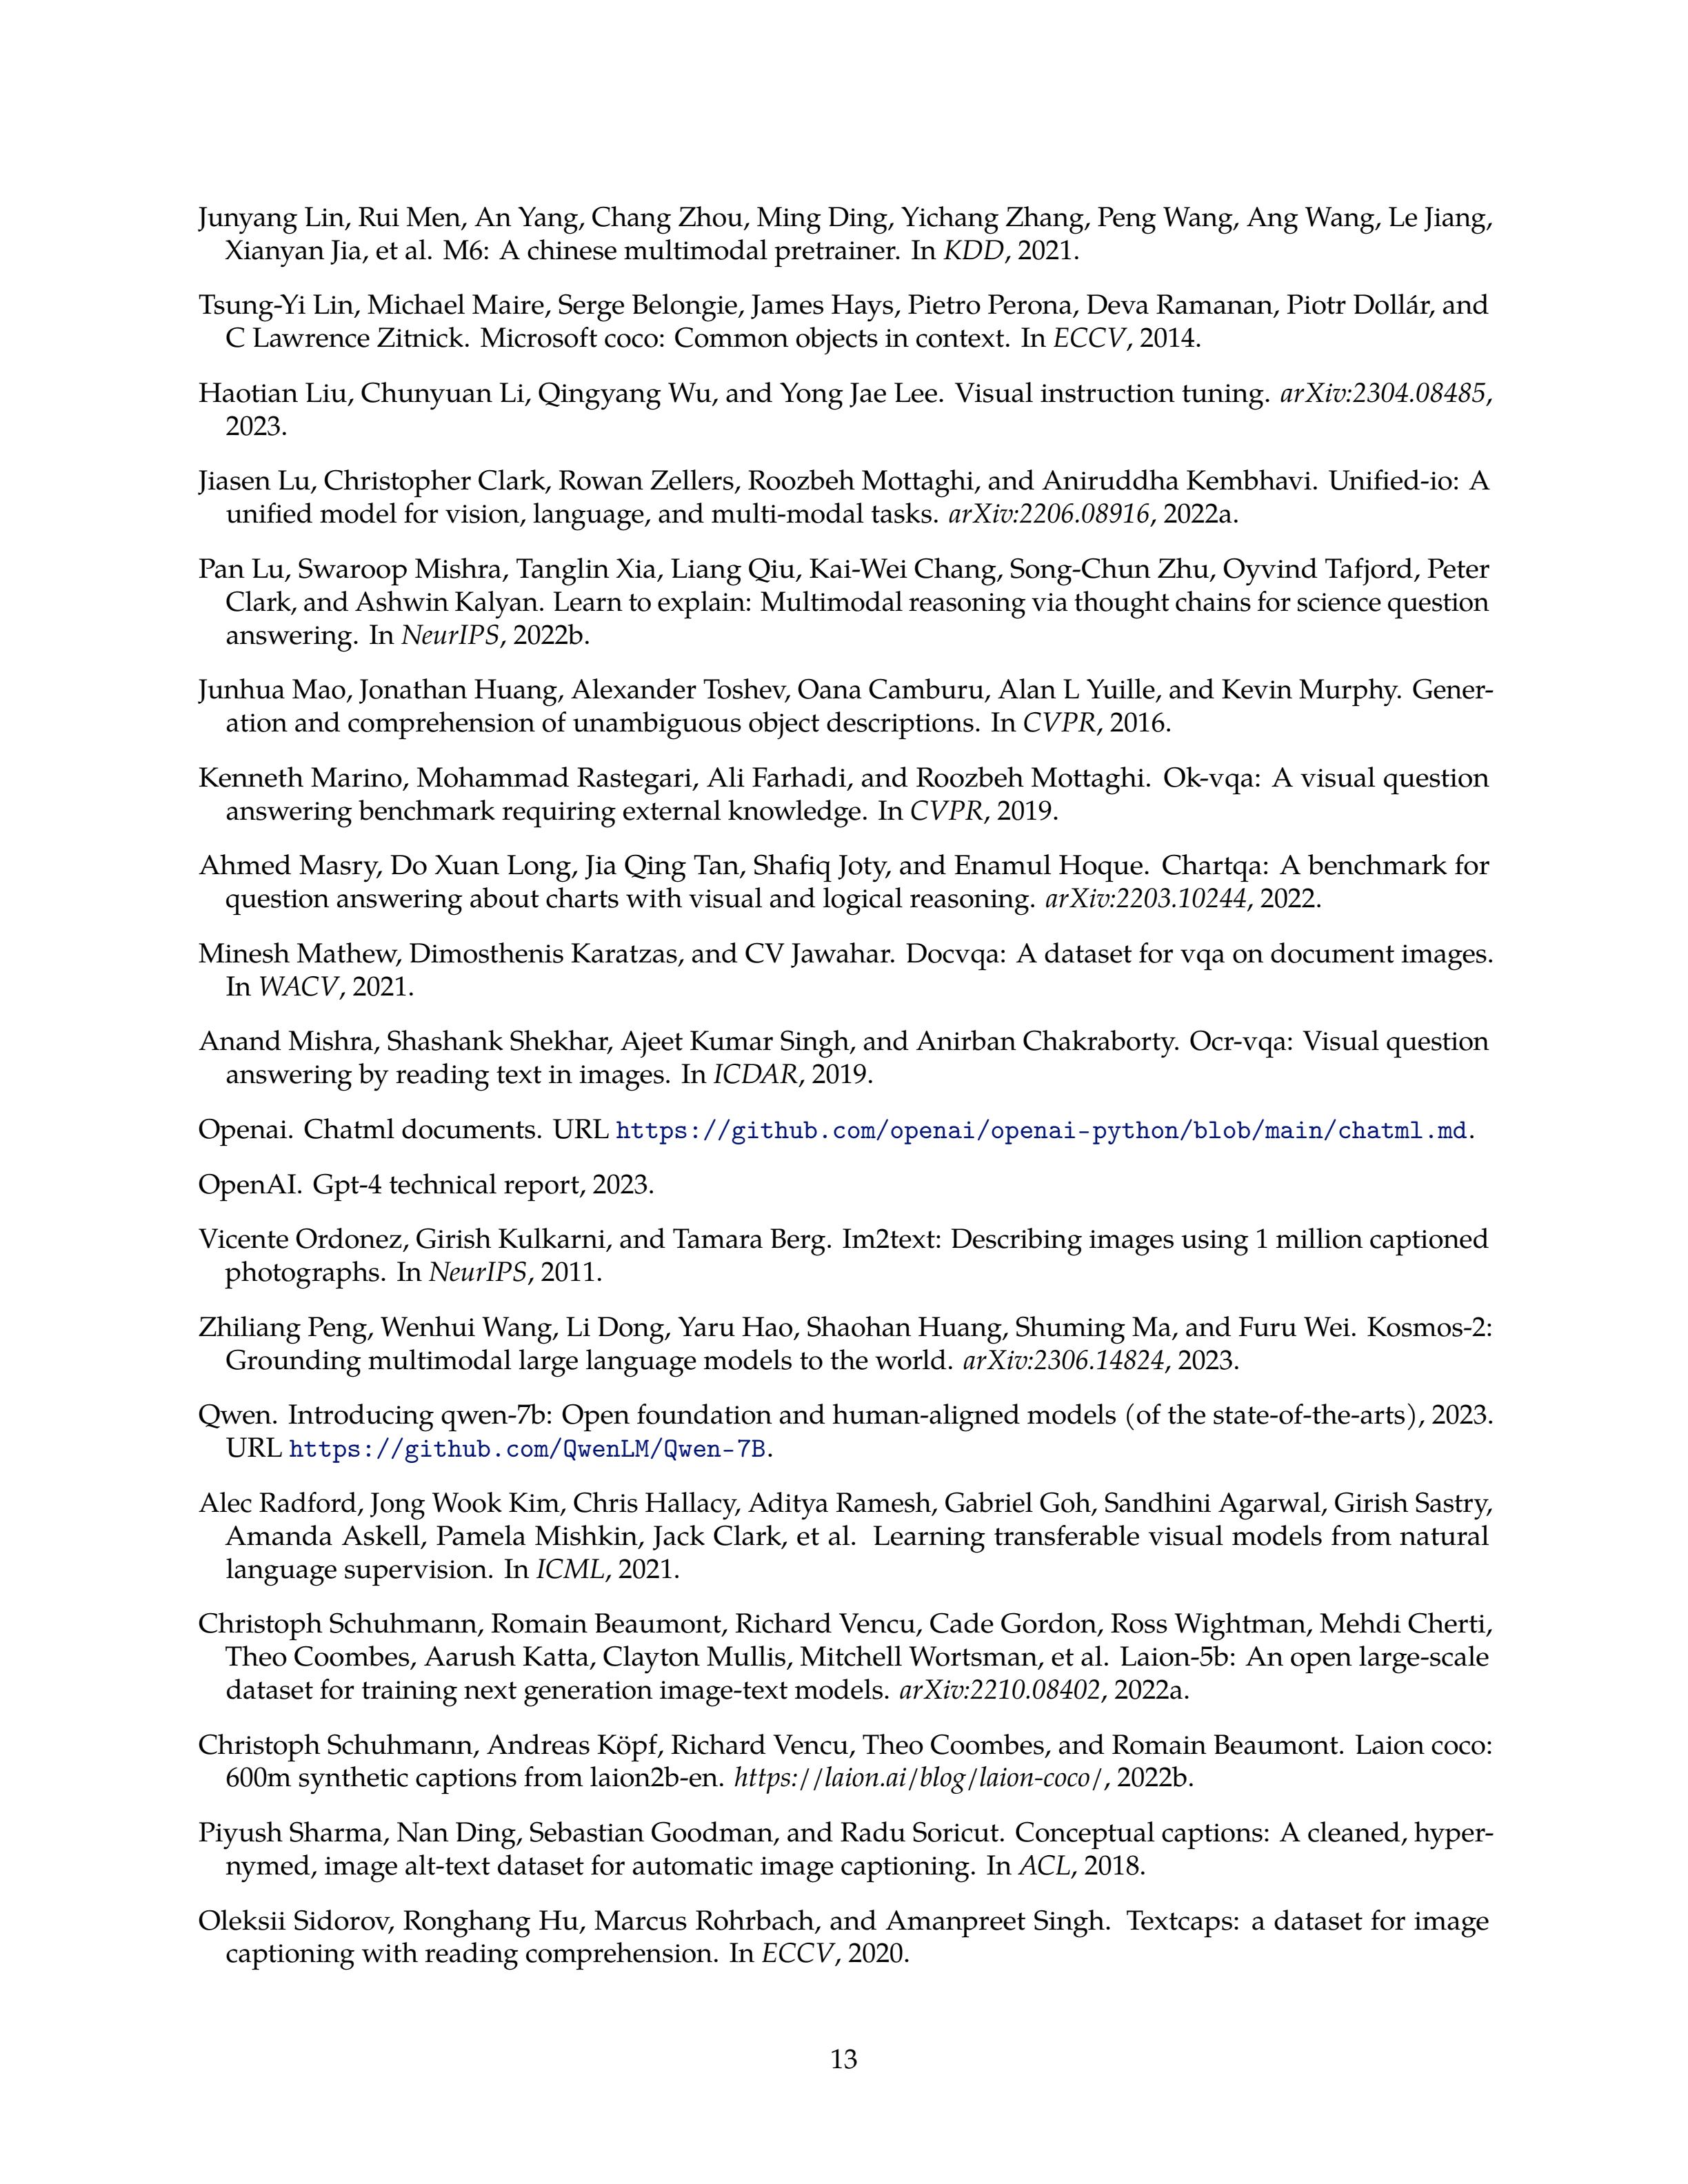 Junyang Lin, Rui Men, An Yang, Chang Zhou, Ming Ding, Yichang Zhang, Peng Wang, Ang Wang, Le Jiang,
Xianyan Jia, et al. M6: A chinese multimodal pretrainer. In KDD, 2021.
Tsung-Yi Lin, Michael Maire, Serge Belongie, James Hays, Pietro Perona, Deva Ramanan, Piotr Dollár, and
C Lawrence Zitnick. Microsoft coco: Common objects in context. In ECCV, 2014.
Haotian Liu, Chunyuan Li, Qingyang Wu, and Yong Jae Lee. Visual instruction tuning. arXiv:2304.08485,
2023.
Jiasen Lu, Christopher Clark, Rowan Zellers, Roozbeh Mottaghi, and Aniruddha Kembhavi. Unified-io: A
unified model for vision, language, and multi-modal tasks. arXiv:2206.08916, 2022a.
Pan Lu, Swaroop Mishra, Tanglin Xia, Liang Qiu, Kai-Wei Chang, Song-Chun Zhu, Oyvind Tafjord, Peter
Clark, and Ashwin Kalyan. Learn to explain: Multimodal reasoning via thought chains for science question
answering. In NeurIPS, 2022b.
Junhua Mao, Jonathan Huang, Alexander Toshev, Oana Camburu, Alan L Yuille, and Kevin Murphy. Gener-
ation and comprehension of unambiguous object descriptions. In CVPR, 2016.
Kenneth Marino, Mohammad Rastegari, Ali Farhadi, and Roozbeh Mottaghi. Ok-vqa: A visual question
answering benchmark requiring external knowledge. In CVPR, 2019.
Ahmed Masry, Do Xuan Long, Jia Qing Tan, Shafiq Joty, and Enamul Hoque. Chartqa: A benchmark for
question answering about charts with visual and logical reasoning. arXiv:2203.10244, 2022.
Minesh Mathew, Dimosthenis Karatzas, and CV Jawahar. Docvqa: A dataset for vqa on document images.
In WACV, 2021.
Anand Mishra, Shashank Shekhar, Ajeet Kumar Singh, and Anirban Chakraborty. Ocr-vqa: Visual question
answering by reading text in images. In ICDAR, 2019.
Openai. Chatml documents. URL https://github.com/openai/openai-python/blob/main/chatml.md.
OpenAI. Gpt-4 technical report, 2023.
Vicente Ordonez, Girish Kulkarni, and Tamara Berg. Im2text: Describing images using 1 million captioned
photographs. In NeurIPS, 2011.
Zhiliang Peng, Wenhui Wang, Li Dong, Yaru Hao, Shaohan Huang, Shuming Ma, and Furu Wei. Kosmos-2:
Grounding multimodal large language models to the world. arXiv:2306.14824, 2023.
Qwen. Introducing qwen-7b: Open foundation and human-aligned models (of the state-of-the-arts), 2023.
URL https://github.com/QwenLM/Qwen-7B.
Alec Radford, Jong Wook Kim, Chris Hallacy, Aditya Ramesh, Gabriel Goh, Sandhini Agarwal, Girish Sastry,
Amanda Askell, Pamela Mishkin, Jack Clark, et al. Learning transferable visual models from natural
language supervision. In ICML, 2021.
Christoph Schuhmann, Romain Beaumont, Richard Vencu, Cade Gordon, Ross Wightman, Mehdi Cherti,
Theo Coombes, Aarush Katta, Clayton Mullis, Mitchell Wortsman, et al. Laion-5b: An open large-scale
dataset for training next generation image-text models. arXiv:2210.08402, 2022a.
Christoph Schuhmann, Andreas Köpf, Richard Vencu, Theo Coombes, and Romain Beaumont. Laion coco:
600m synthetic captions from laion2b-en. https://laion.ai/blog/laion-coco/, 2022b.
Piyush Sharma, Nan Ding, Sebastian Goodman, and Radu Soricut. Conceptual captions: A cleaned, hyper-
nymed, image alt-text dataset for automatic image captioning. In ACL, 2018.
Oleksii Sidorov, Ronghang Hu, Marcus Rohrbach, and Amanpreet Singh. Textcaps: a dataset for image
captioning with reading comprehension. In ECCV, 2020.
13